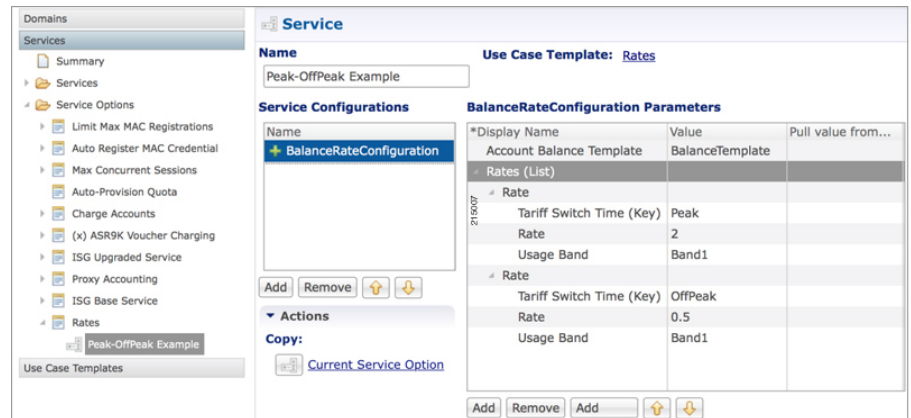 Domains
Services
Summary
Services
Service Options
Limit Max MAC Registrations
Auto Register MAC Credential
Max Concurrent Sessions
Auto-Provision Quota
Charge Accounts
(x) ASR9K Voucher Charging
ISG Upgraded Service
Proxy Accounting
ISG Base Service
Rates
Peak-OffPeak Example
Use Case Templates
Service
Name
Use Case Template: Rates
Peak-OffPeak Example
Service Configurations
Name
BalanceRateConfiguration
Add Remove
Actions
Copy:
Current Service Option
BalanceRateConfiguration Parameters
*Display Name Value Pull value from...
Account Balance Template BalanceTemplate
Rates (List)
Rate
Tariff Switch Time (Key) Peak
Rate 2
Usage Band Band1
Rate
Tariff Switch Time (Key) OffPeak
Rate 0.5
Usage Band Band1
215007
Add Remove Add